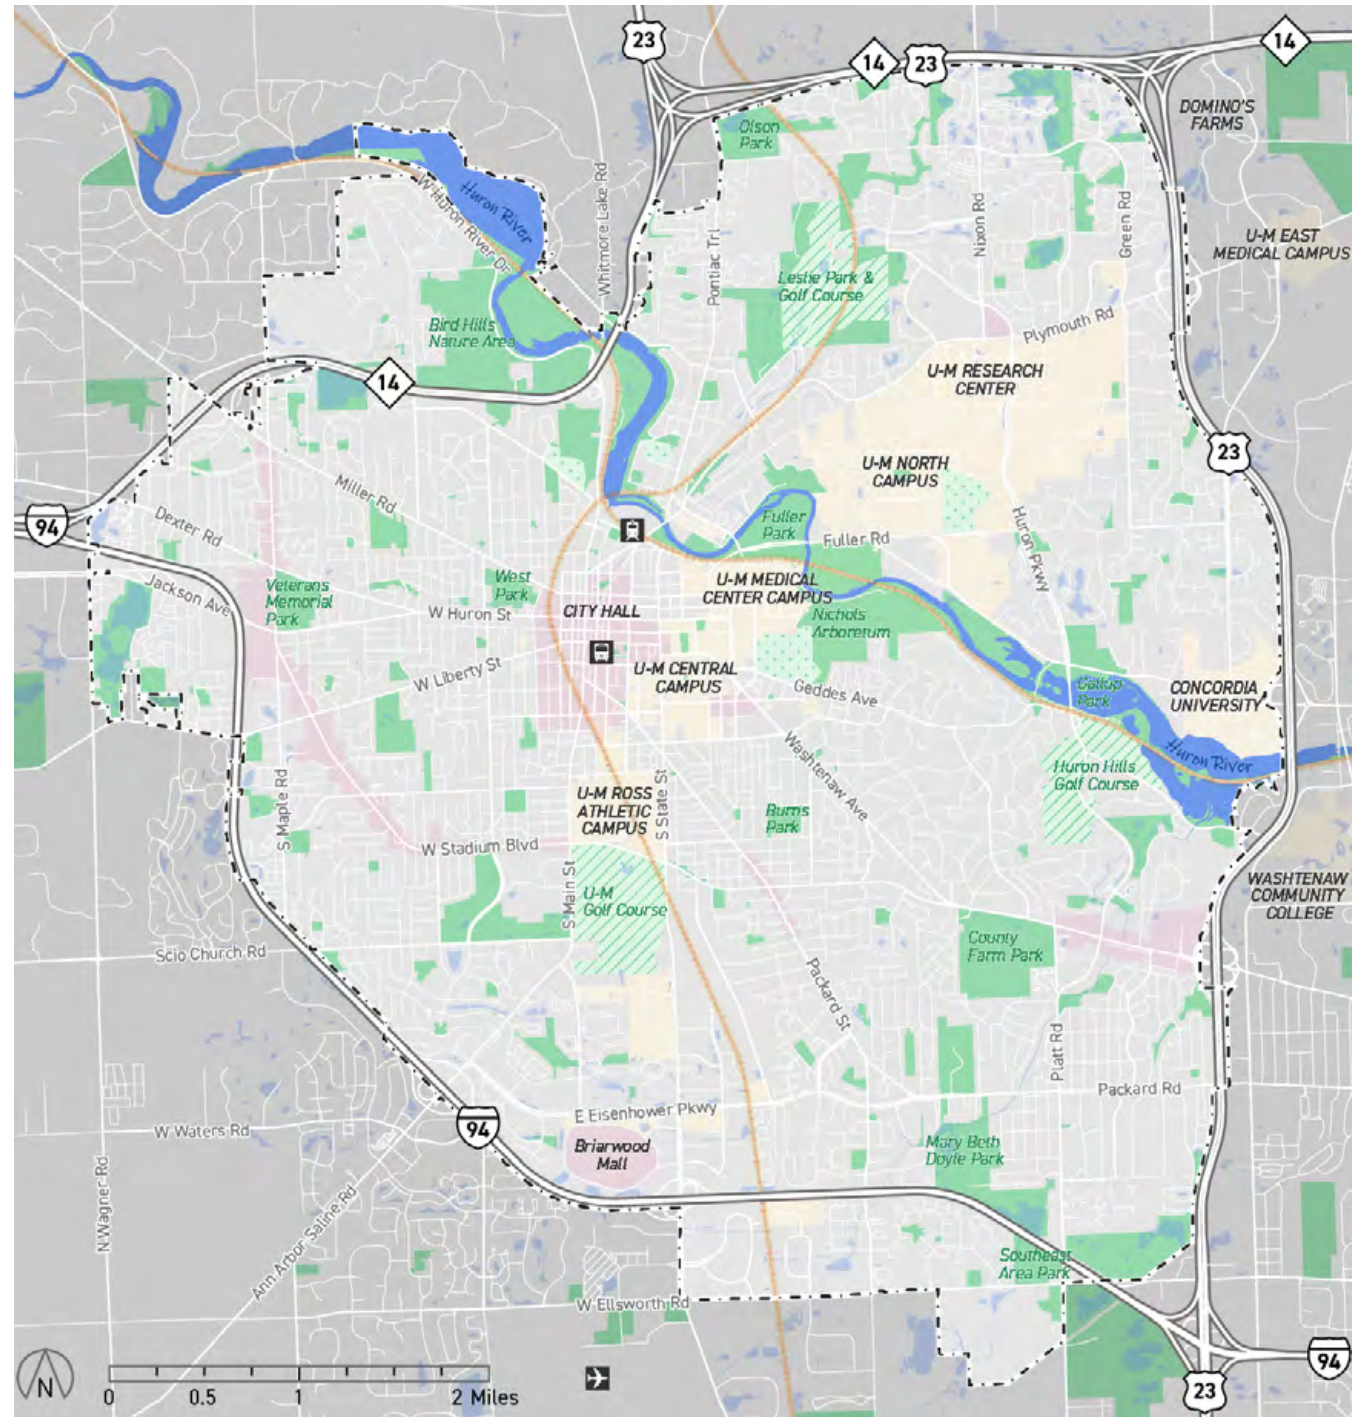 23
14
23
14
DOMINO'S
FARMS
Olson
Park
Huron River
W Huron River Dr
Whitmore Lake Rd
Pontiac Trl
Nixon Rd
Green Rd
U-M EAST
MEDICAL CAMPUS
Leslie Park &
Golf Course
Bird Hills
Nature Area
Plymouth Rd
14
U-M RESEARCH
CENTER
23
U-M NORTH
CAMPUS
Miller Rd
94
Dexter Rd
Fuller
Park
Fuller Rd
Huron Pkwy
Jackson Ave
Veterans
Memorial
Park
West
Park
U-M MEDICAL
CENTER CAMPUS
W Huron St
CITY HALL
Nichols
Arboretum
W Liberty St
U-M CENTRAL
CAMPUS
Geddes Ave
Gallup
Park
CONCORDIA
UNIVERSITY
Washtenaw Ave
Huron River
Huron Hills
Golf Course
S Maple Rd
U-M ROSS
ATHLETIC
CAMPUS
S State St
Burns
Park
W Stadium Blvd
S Main St
U-M
Golf Course
WASHTENAW
COMMUNITY
COLLEGE
County
Farm Park
Scio Church Rd
Packard St
Platt Rd
Packard Rd
E Eisenhower Pkwy
94
W Waters Rd
Briarwood
Mall
Mary Beth
Doyle Park
N Wagner Rd
Ann Arbor Saline Rd
Southeast
Area Park
W Ellsworth Rd
N
0 0.5 1 2 Miles
94
23